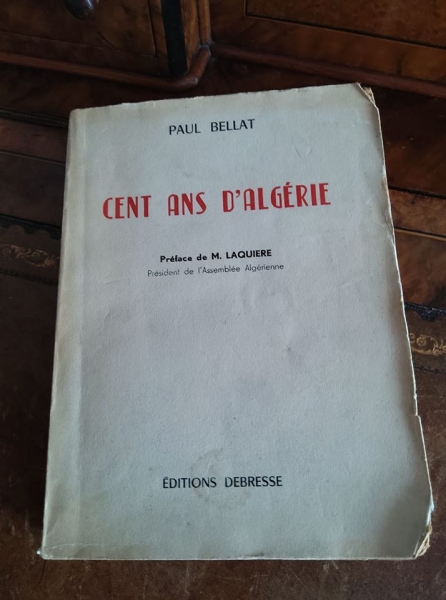 PAUL BELLAT
CENT ANS D'ALGÉRIE
Préface de M. LAQUIERE
Président de l'Assemblée Algérienne
ÉDITIONS DEBRESSE